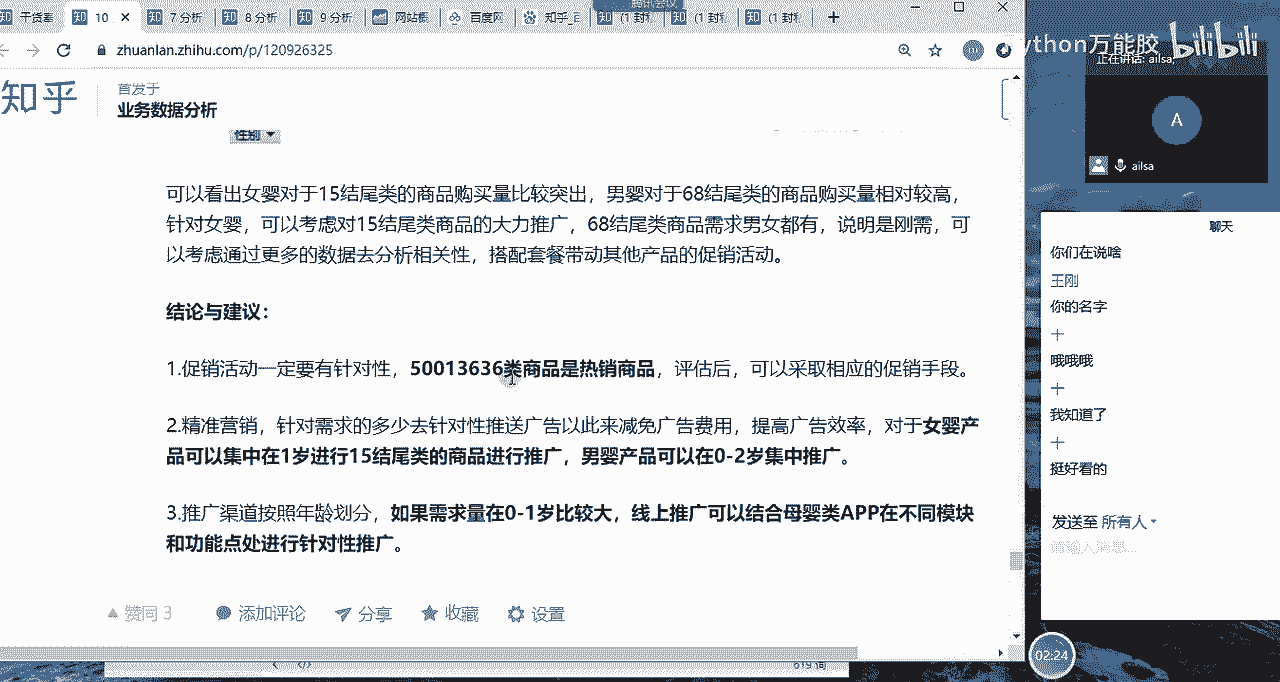 腾讯会议
干货素
10
7 分析
8 分析
9 分析
网站概
百度网
知乎_百
(1 封私
(1 封私
(1 封私
zhuanlan.zhihu.com/p/120926325
知乎
首发于
业务数据分析
性别
可以看出女婴对于15结尾类的商品购买量比较突出，男婴对于68结尾类的商品购买量相对较高，
针对女婴，可以考虑对15结尾类商品的大力推广，68结尾类商品需求男女都有，说明是刚需，可
以考虑通过更多的数据去分析相关性，搭配套餐带动其他产品的促销活动。
结论与建议：
1.促销活动一定要有针对性，50013636类商品是热销商品，评估后，可以采取相应的促销手段。
2.精准营销，针对需求的多少去针对性推送广告以此来减免广告费用，提高广告效率，对于女婴产
品可以集中在1岁进行15结尾类的商品进行推广，男婴产品可以在0-2岁集中推广。
3.推广渠道按照年龄划分，如果需求量在0-1岁比较大，线上推广可以结合母婴类APP在不同模块
和功能点处进行针对性推广。
赞同 3
添加评论
分享
收藏
设置
619 词
ython万能胶
bilibili
正在讲话: ailsa
A
ailsa
聊天
你们在说啥
王刚
你的名字
十
哦哦哦
十
我知道了
十
挺好看的
发送至 所有人
请输入消息...
02:24